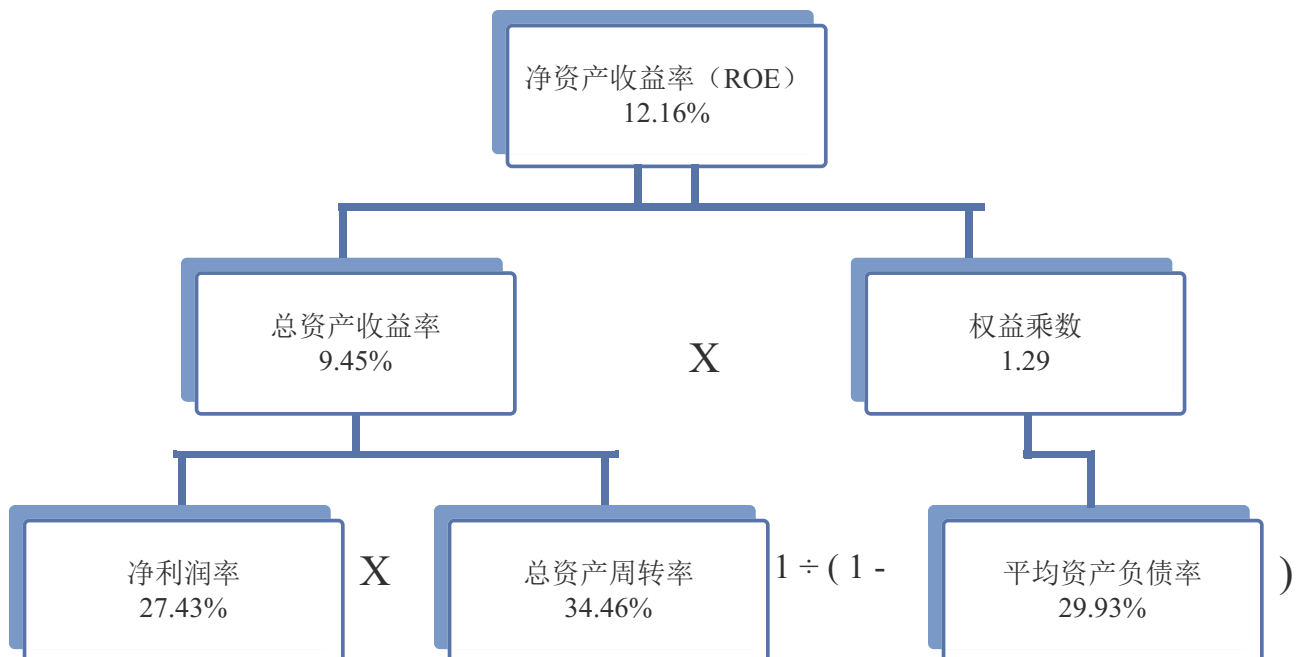 净资产收益率（ROE）
12.16%
总资产收益率
9.45%
X
权益乘数
1.29
净利润率
27.43%
X
总资产周转率
34.46%
1 ÷ ( 1 -
平均资产负债率
29.93%
)